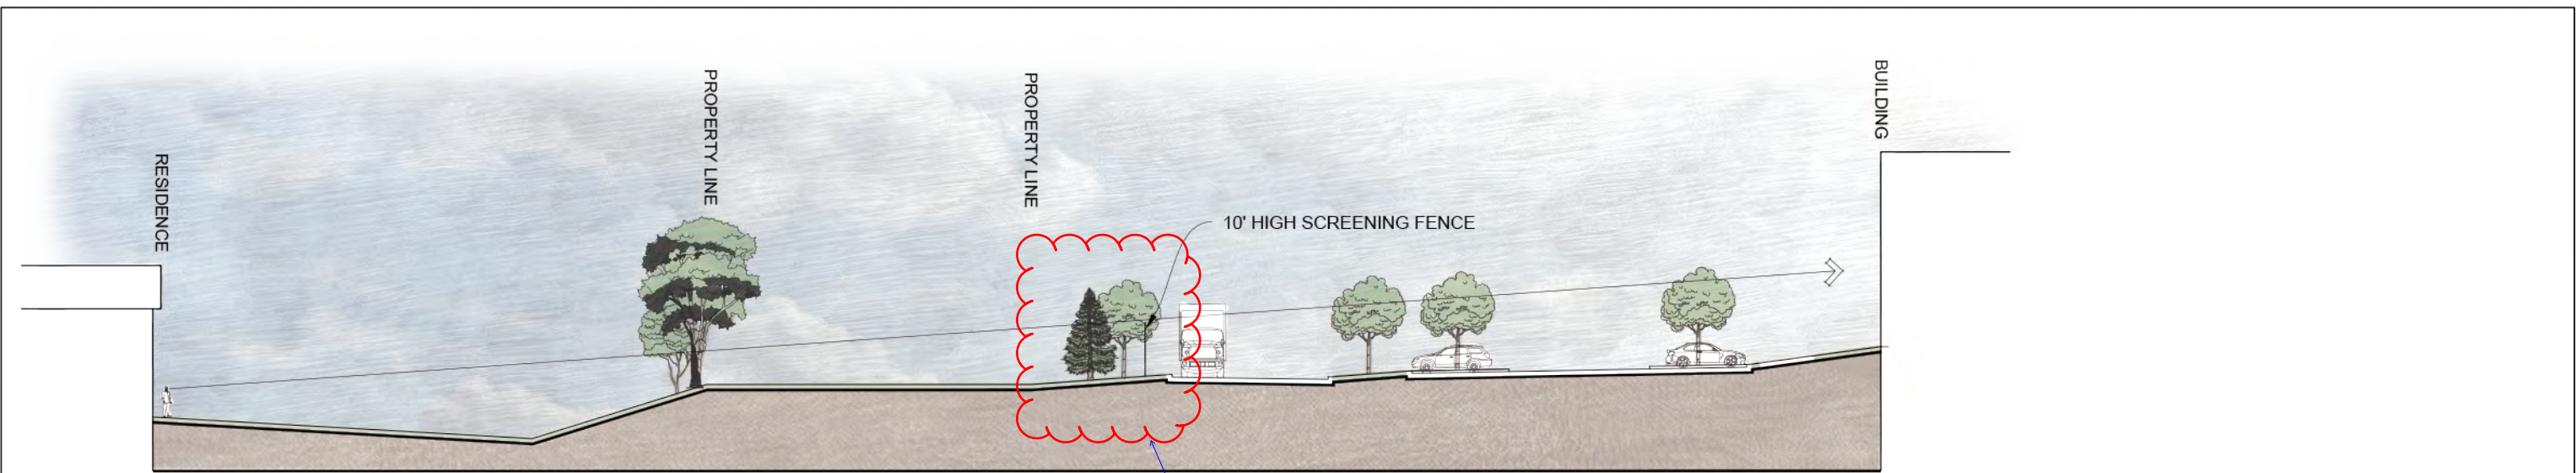 RESIDENCE
PROPERTY LINE
PROPERTY LINE
BUILDING
10' HIGH SCREENING FENCE